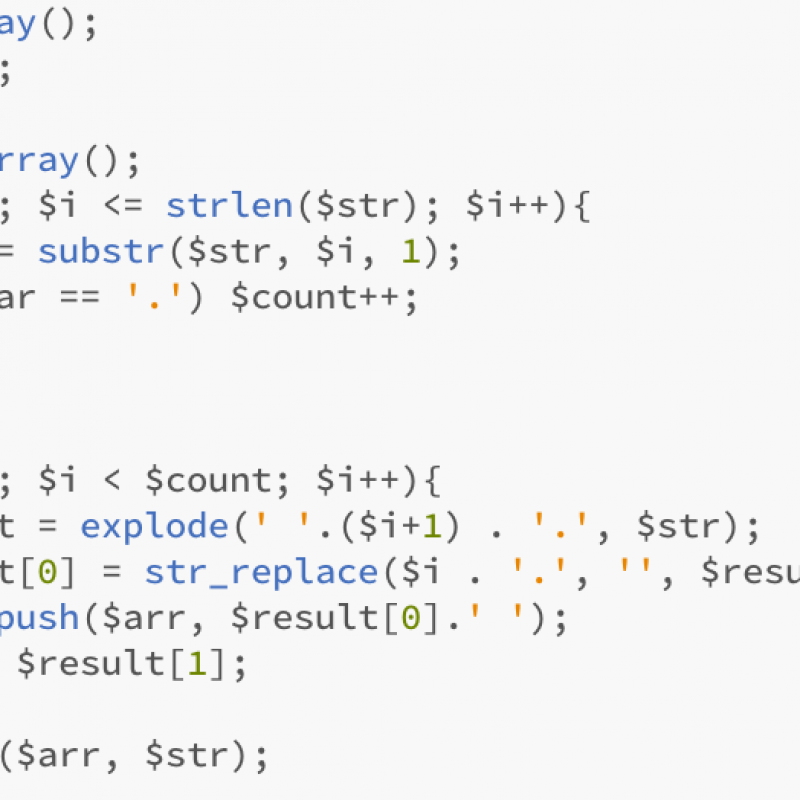 ay();
;
rray();
; $i <= strlen($str); $i++){
= substr($str, $i, 1);
ar == '.') $count++;
; $i < $count; $i++){
t = explode(' '.($i+1) . '.', $str);
t[0] = str_replace($i . '.', '', $resu
push($arr, $result[0].' ');
$result[1];
($arr, $str);